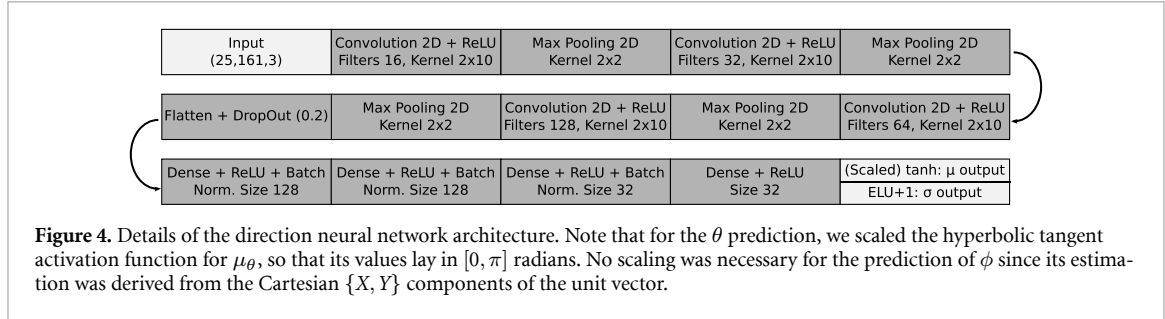 Input
(25,161,3)
Convolution 2D + ReLU
Filters 16, Kernel 2x10
Max Pooling 2D
Kernel 2x2
Convolution 2D + ReLU
Filters 32, Kernel 2x10
Max Pooling 2D
Kernel 2x2
Flatten + DropOut (0.2)
Max Pooling 2D
Kernel 2x2
Convolution 2D + ReLU
Filters 128, Kernel 2x10
Max Pooling 2D
Kernel 2x2
Convolution 2D + ReLU
Filters 64, Kernel 2x10
Dense + ReLU + Batch
Norm. Size 128
Dense + ReLU + Batch
Norm. Size 128
Dense + ReLU + Batch
Norm. Size 32
Dense + ReLU
Size 32
(Scaled) tanh: μ output
ELU+1: σ output
Figure 4. Details of the direction neural network architecture. Note that for the θ prediction, we scaled the hyperbolic tangent
activation function for μ_θ, so that its values lay in [0, π] radians. No scaling was necessary for the prediction of ϕ since its estima-
tion was derived from the Cartesian {X, Y} components of the unit vector.